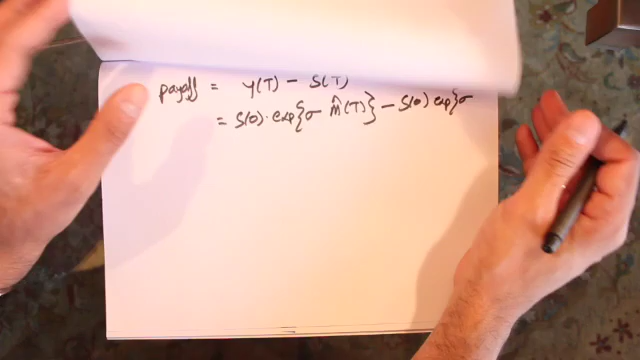 payoff = Y(T) - S(T)
= S(0) · exp{σ M̂(T)} - S(0) exp{σ